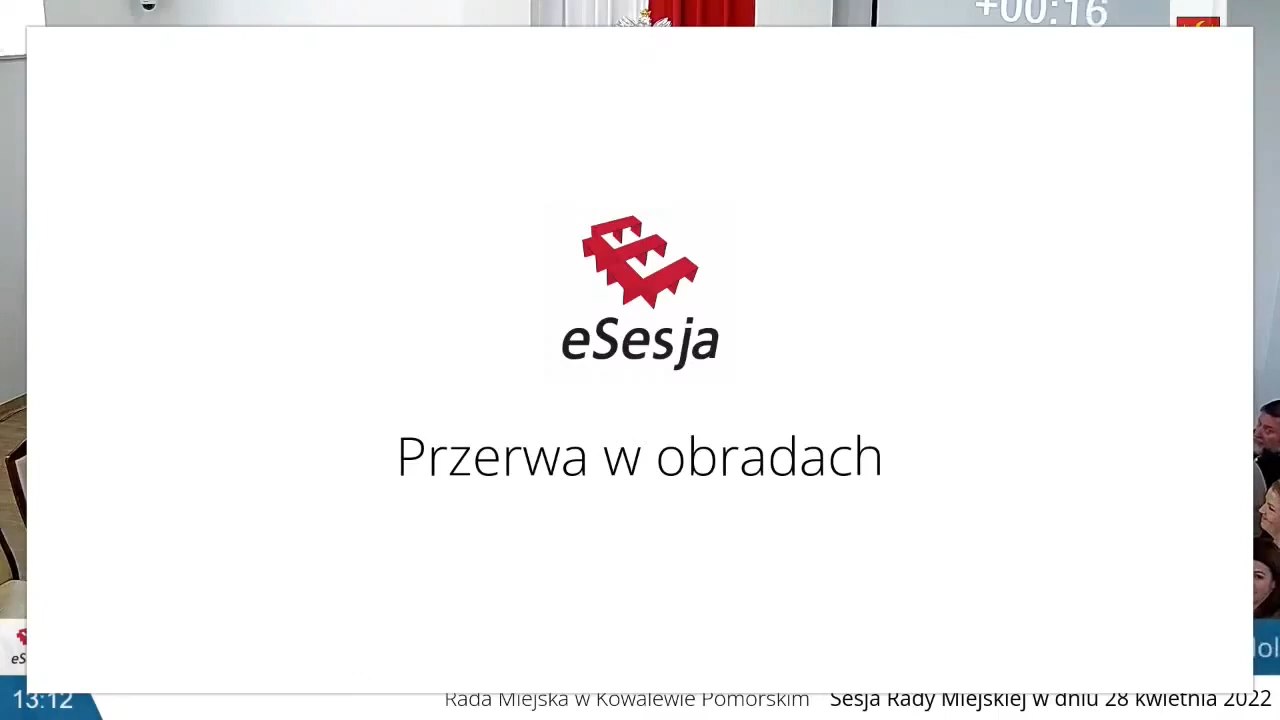 +00:16
eSesja
Przerwa w obradach
13:12
Rada Miejska w Kowalewie Pomorskim
Sesja Rady Miejskiej w dniu 28 kwietnia 2022